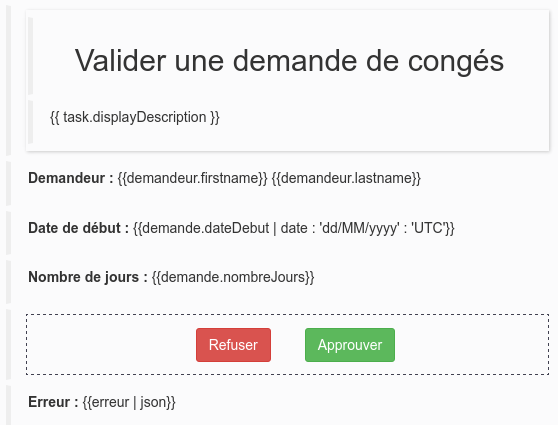 Valider une demande de congés
{{ task.displayDescription }}
Demandeur : {{demandeur.firstname}} {{demandeur.lastname}}
Date de début : {{demande.dateDebut | date : 'dd/MM/yyyy' : 'UTC'}}
Nombre de jours : {{demande.nombreJours}}
Refuser Approuver
Erreur : {{erreur | json}}